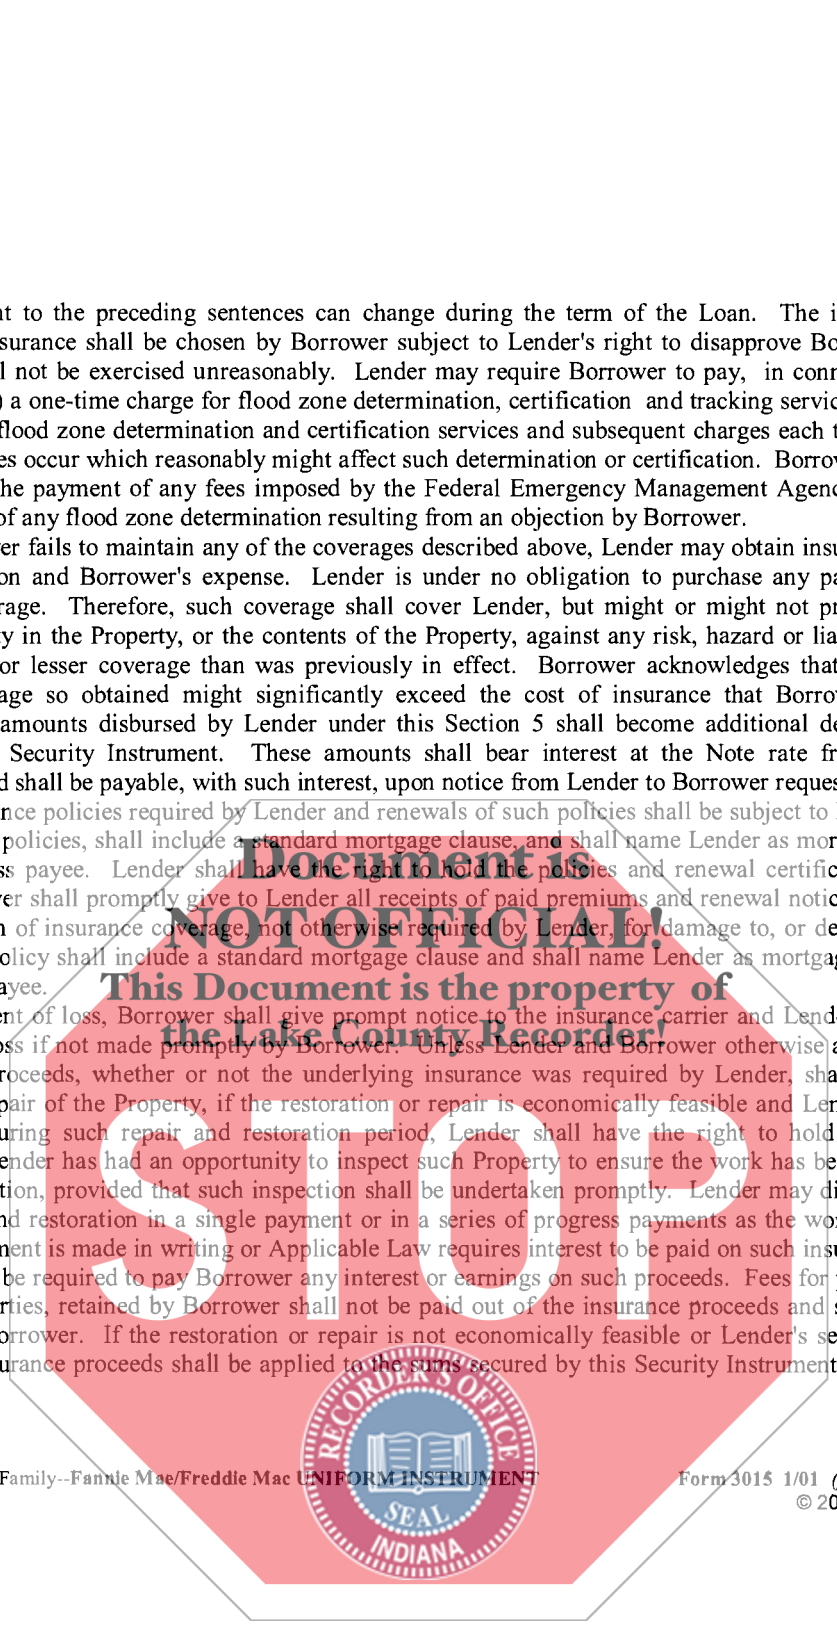 nt to the preceding sentences can change during the term of the Loan. The i
surance shall be chosen by Borrower subject to Lender's right to disapprove Bo
l not be exercised unreasonably. Lender may require Borrower to pay, in conn
) a one-time charge for flood zone determination, certification and tracking servic
flood zone determination and certification services and subsequent charges each t
es occur which reasonably might affect such determination or certification. Borrow
he payment of any fees imposed by the Federal Emergency Management Agenc
of any flood zone determination resulting from an objection by Borrower.
er fails to maintain any of the coverages described above, Lender may obtain insu
on and Borrower's expense. Lender is under no obligation to purchase any pa
rage. Therefore, such coverage shall cover Lender, but might or might not pr
ty in the Property, or the contents of the Property, against any risk, hazard or lia
or lesser coverage than was previously in effect. Borrower acknowledges that
age so obtained might significantly exceed the cost of insurance that Borrow
amounts disbursed by Lender under this Section 5 shall become additional de
Security Instrument. These amounts shall bear interest at the Note rate fr
d shall be payable, with such interest, upon notice from Lender to Borrower reques
nce policies required by Lender and renewals of such policies shall be subject to
policies, shall include a standard mortgage clause, and shall name Lender as mor
ss payee. Lender shall have the right to hold the policies and renewal certific
er shall promptly give to Lender all receipts of paid premiums and renewal notic
n of insurance coverage, not otherwise required by Lender, for damage to, or de
olicy shall include a standard mortgage clause and shall name Lender as mortgag
ayee.
ent of loss, Borrower shall give prompt notice to the insurance carrier and Lend
oss if not made promptly by Borrower. Unless Lender and Borrower otherwise a
roceeds, whether or not the underlying insurance was required by Lender, sha
pair of the Property, if the restoration or repair is economically feasible and Len
uring such repair and restoration period, Lender shall have the right to hold
ender has had an opportunity to inspect such Property to ensure the work has be
tion, provided that such inspection shall be undertaken promptly. Lender may di
nd restoration in a single payment or in a series of progress payments as the wor
ment is made in writing or Applicable Law requires interest to be paid on such insu
be required to pay Borrower any interest or earnings on such proceeds. Fees for
rties, retained by Borrower shall not be paid out of the insurance proceeds and s
orrower. If the restoration or repair is not economically feasible or Lender's se
urance proceeds shall be applied to the sums secured by this Security Instrument
Document is
NOT OFFICIAL!
This Document is the property of
the Lake County Recorder!
STOP
RECORDER'S OFFICE
SEAL
INDIANA
Family--Fannie Mae/Freddie Mac UNIFORM INSTRUMENT Form 3015 1/01 (
© 20